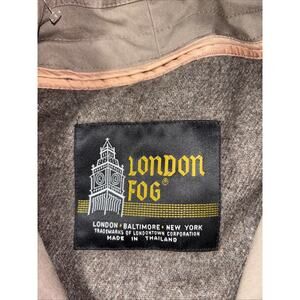 LONDON
FOG®
LONDON • BALTIMORE • NEW YORK
TRADEMARKS OF LONDONTOWN CORPORATION
MADE IN THAILAND